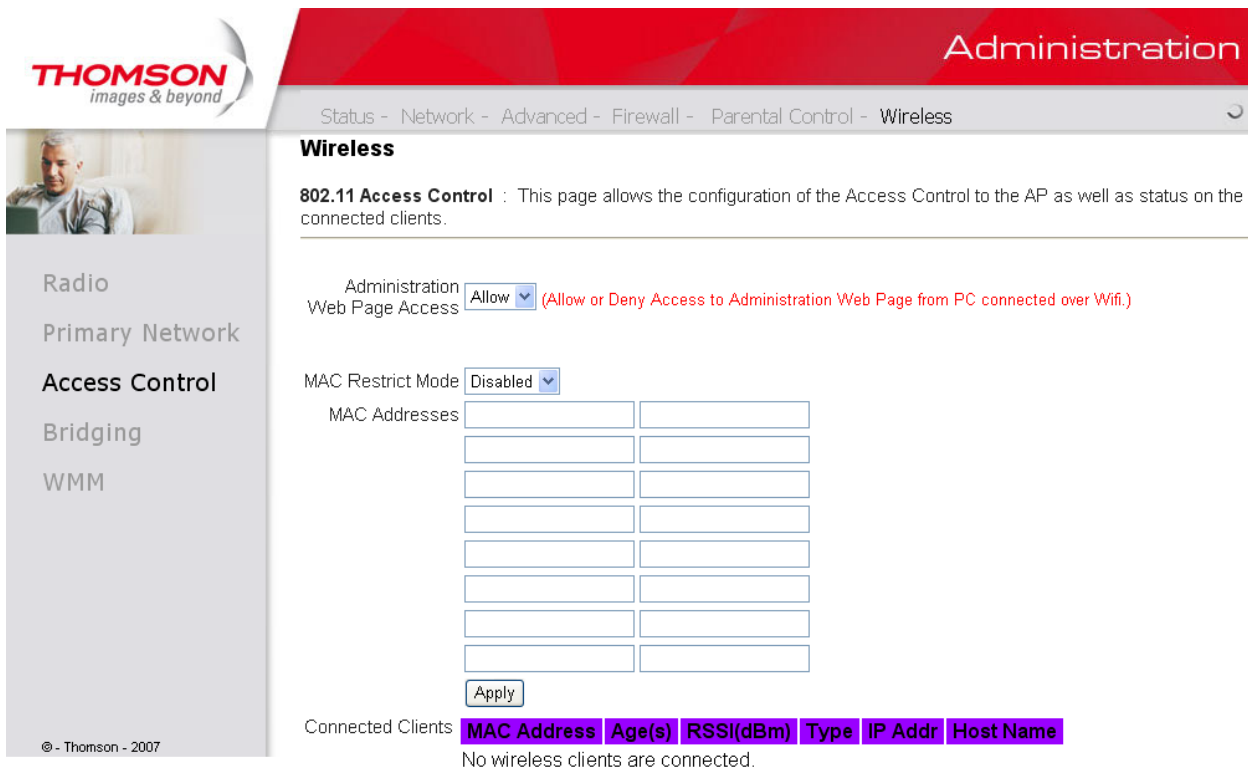 THOMSON
images & beyond
Administration
Status - Network - Advanced - Firewall - Parental Control - Wireless
Wireless
802.11 Access Control : This page allows the configuration of the Access Control to the AP as well as status on the
connected clients.
Radio
Primary Network
Access Control
Bridging
WMM
Administration
Web Page Access Allow (Allow or Deny Access to Administration Web Page from PC connected over Wifi.)
MAC Restrict Mode Disabled
MAC Addresses
Apply
Connected Clients MAC Address Age(s) RSSI(dBm) Type IP Addr Host Name
No wireless clients are connected.
© - Thomson - 2007